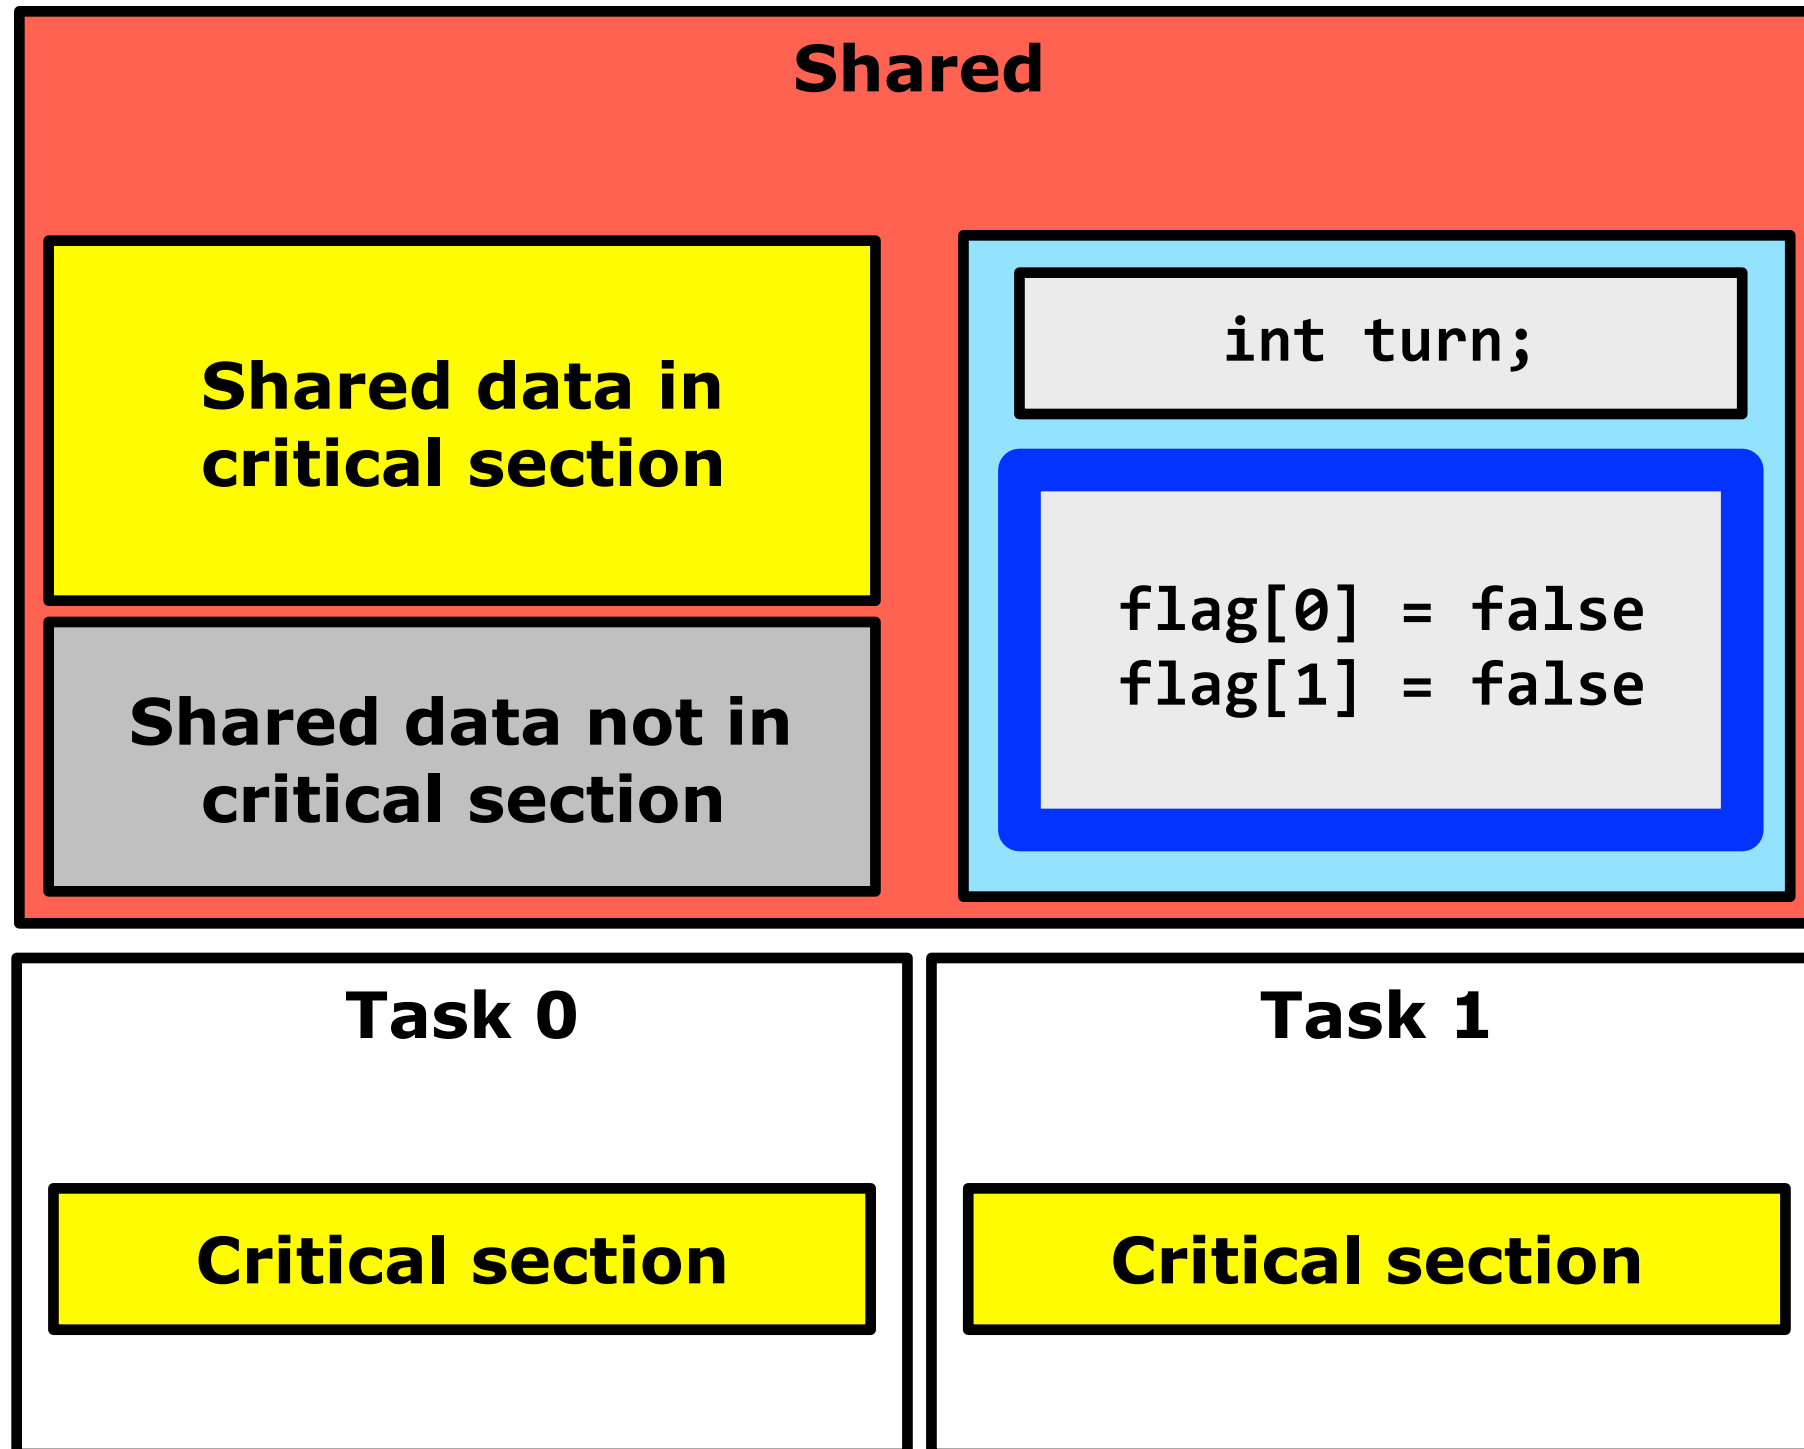 Shared
Shared data in
critical section
Shared data not in
critical section
int turn;
flag[0] = false
flag[1] = false
Task 0
Critical section
Task 1
Critical section